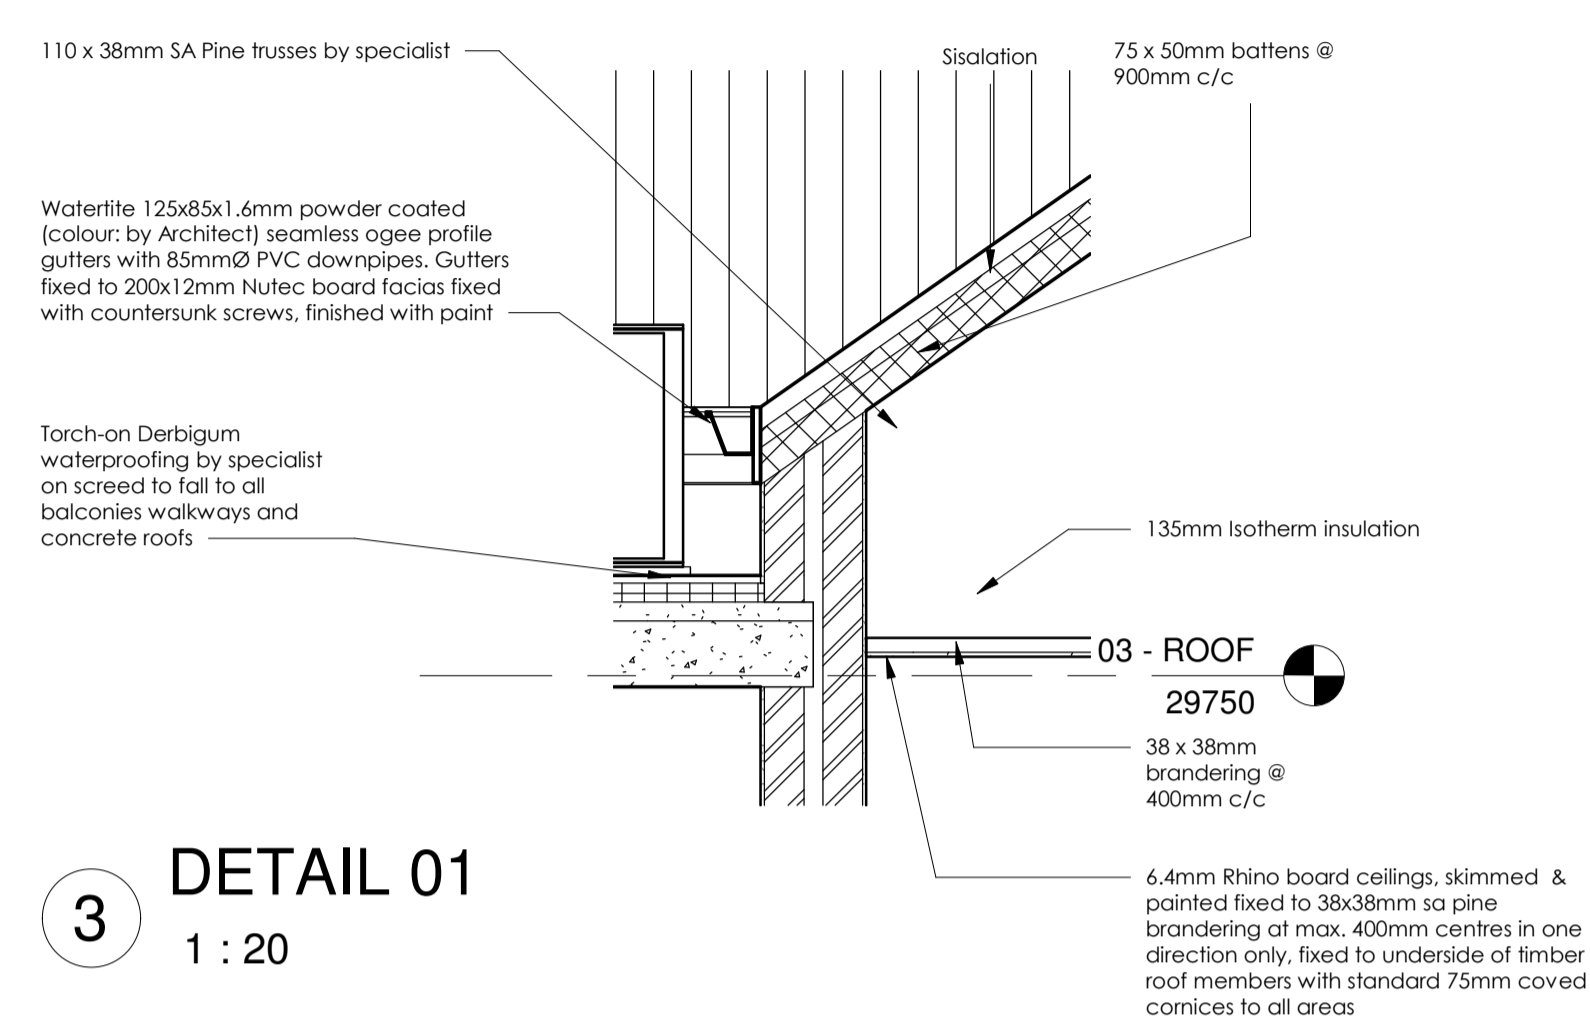 110 x 38mm SA Pine trusses by specialist
Sisalation
75 x 50mm battens @
900mm c/c
Watertite 125x85x1.6mm powder coated
(colour: by Architect) seamless ogee profile
gutters with 85mmØ PVC downpipes. Gutters
fixed to 200x12mm Nutec board facias fixed
with countersunk screws, finished with paint
Torch-on Derbigum
waterproofing by specialist
on screed to fall to all
balconies walkways and
concrete roofs
135mm Isotherm insulation
03 - ROOF
29750
38 x 38mm
brandering @
400mm c/c
6.4mm Rhino board ceilings, skimmed &
painted fixed to 38x38mm sa pine
brandering at max. 400mm centres in one
direction only, fixed to underside of timber
roof members with standard 75mm coved
cornices to all areas
3
DETAIL 01
1 : 20